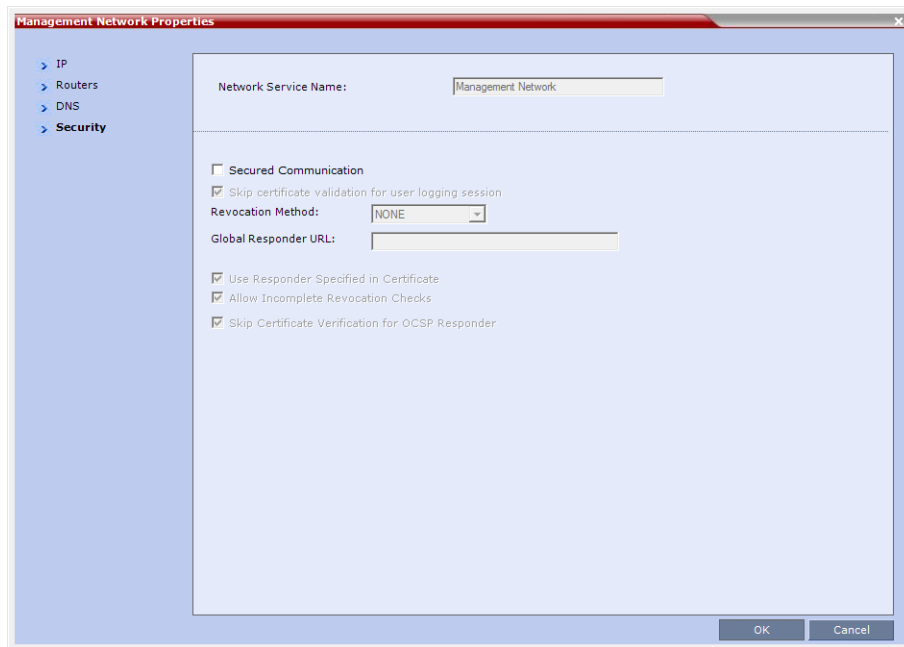 Management Network Properties
IP
Routers
DNS
Security
Network Service Name: Management Network
Secured Communication
Skip certificate validation for user logging session
Revocation Method: NONE
Global Responder URL:
Use Responder Specified in Certificate
Allow Incomplete Revocation Checks
Skip Certificate Verification for OCSP Responder
OK Cancel